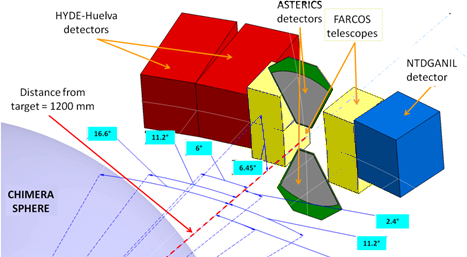 ASTERICS
detectors
HYDE-Huelva
detectors
FARCOS
telescopes
NTDGANIL
detector
Distance from
target = 1200 mm
16.6°
11.2°
6°
6.45°
CHIMERA
SPHERE
2.4°
11.2°